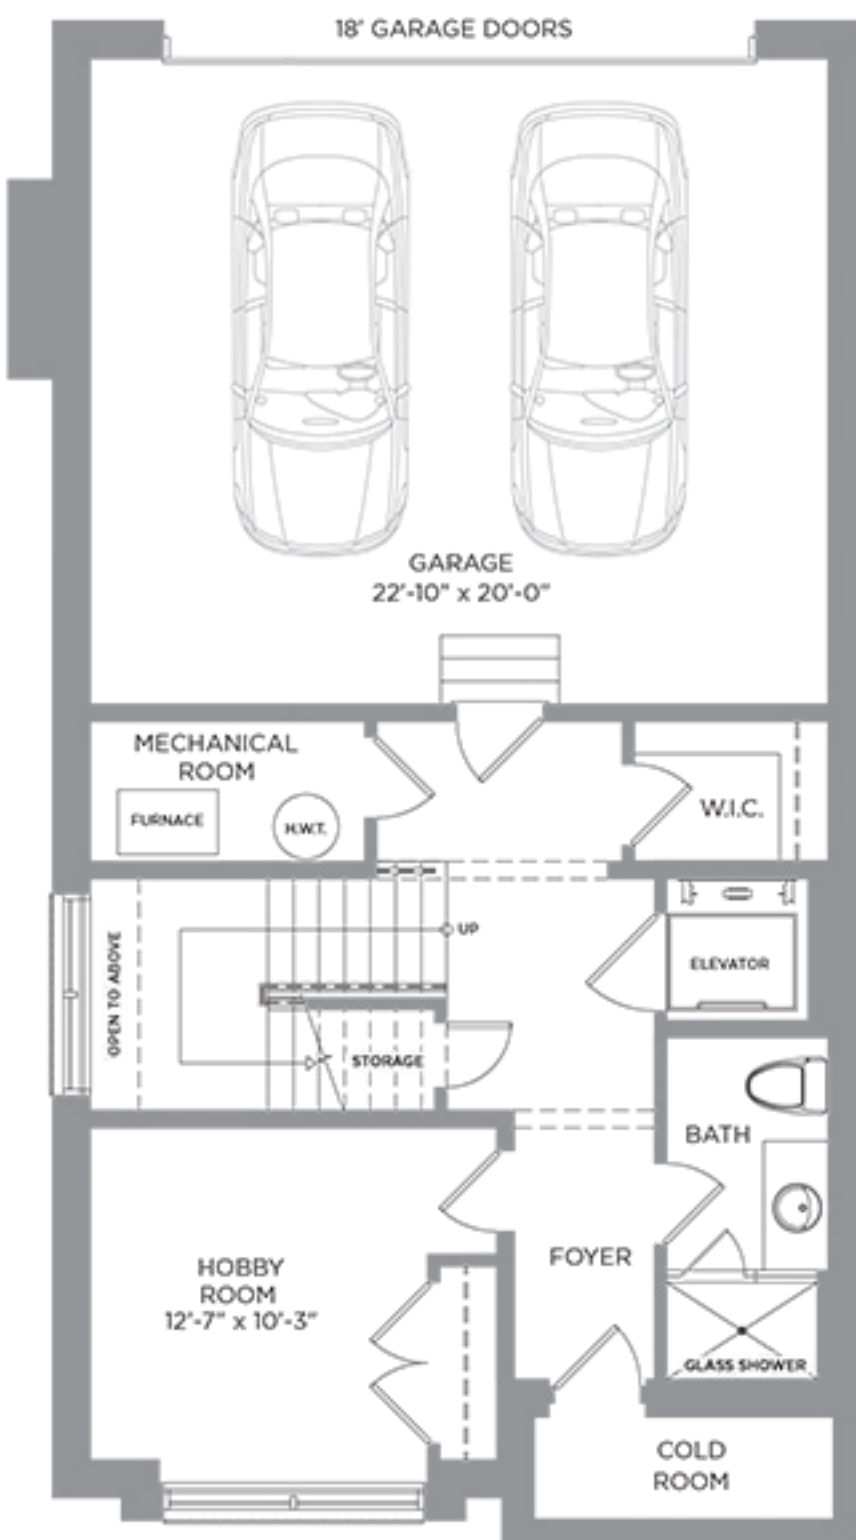 18' GARAGE DOORS
GARAGE
22'-10" x 20'-0"
MECHANICAL
ROOM
FURNACE
H.W.T.
W.I.C.
OPEN TO ABOVE
UP
ELEVATOR
STORAGE
BATH
HOBBY
ROOM
12'-7" x 10'-3"
FOYER
GLASS SHOWER
COLD
ROOM